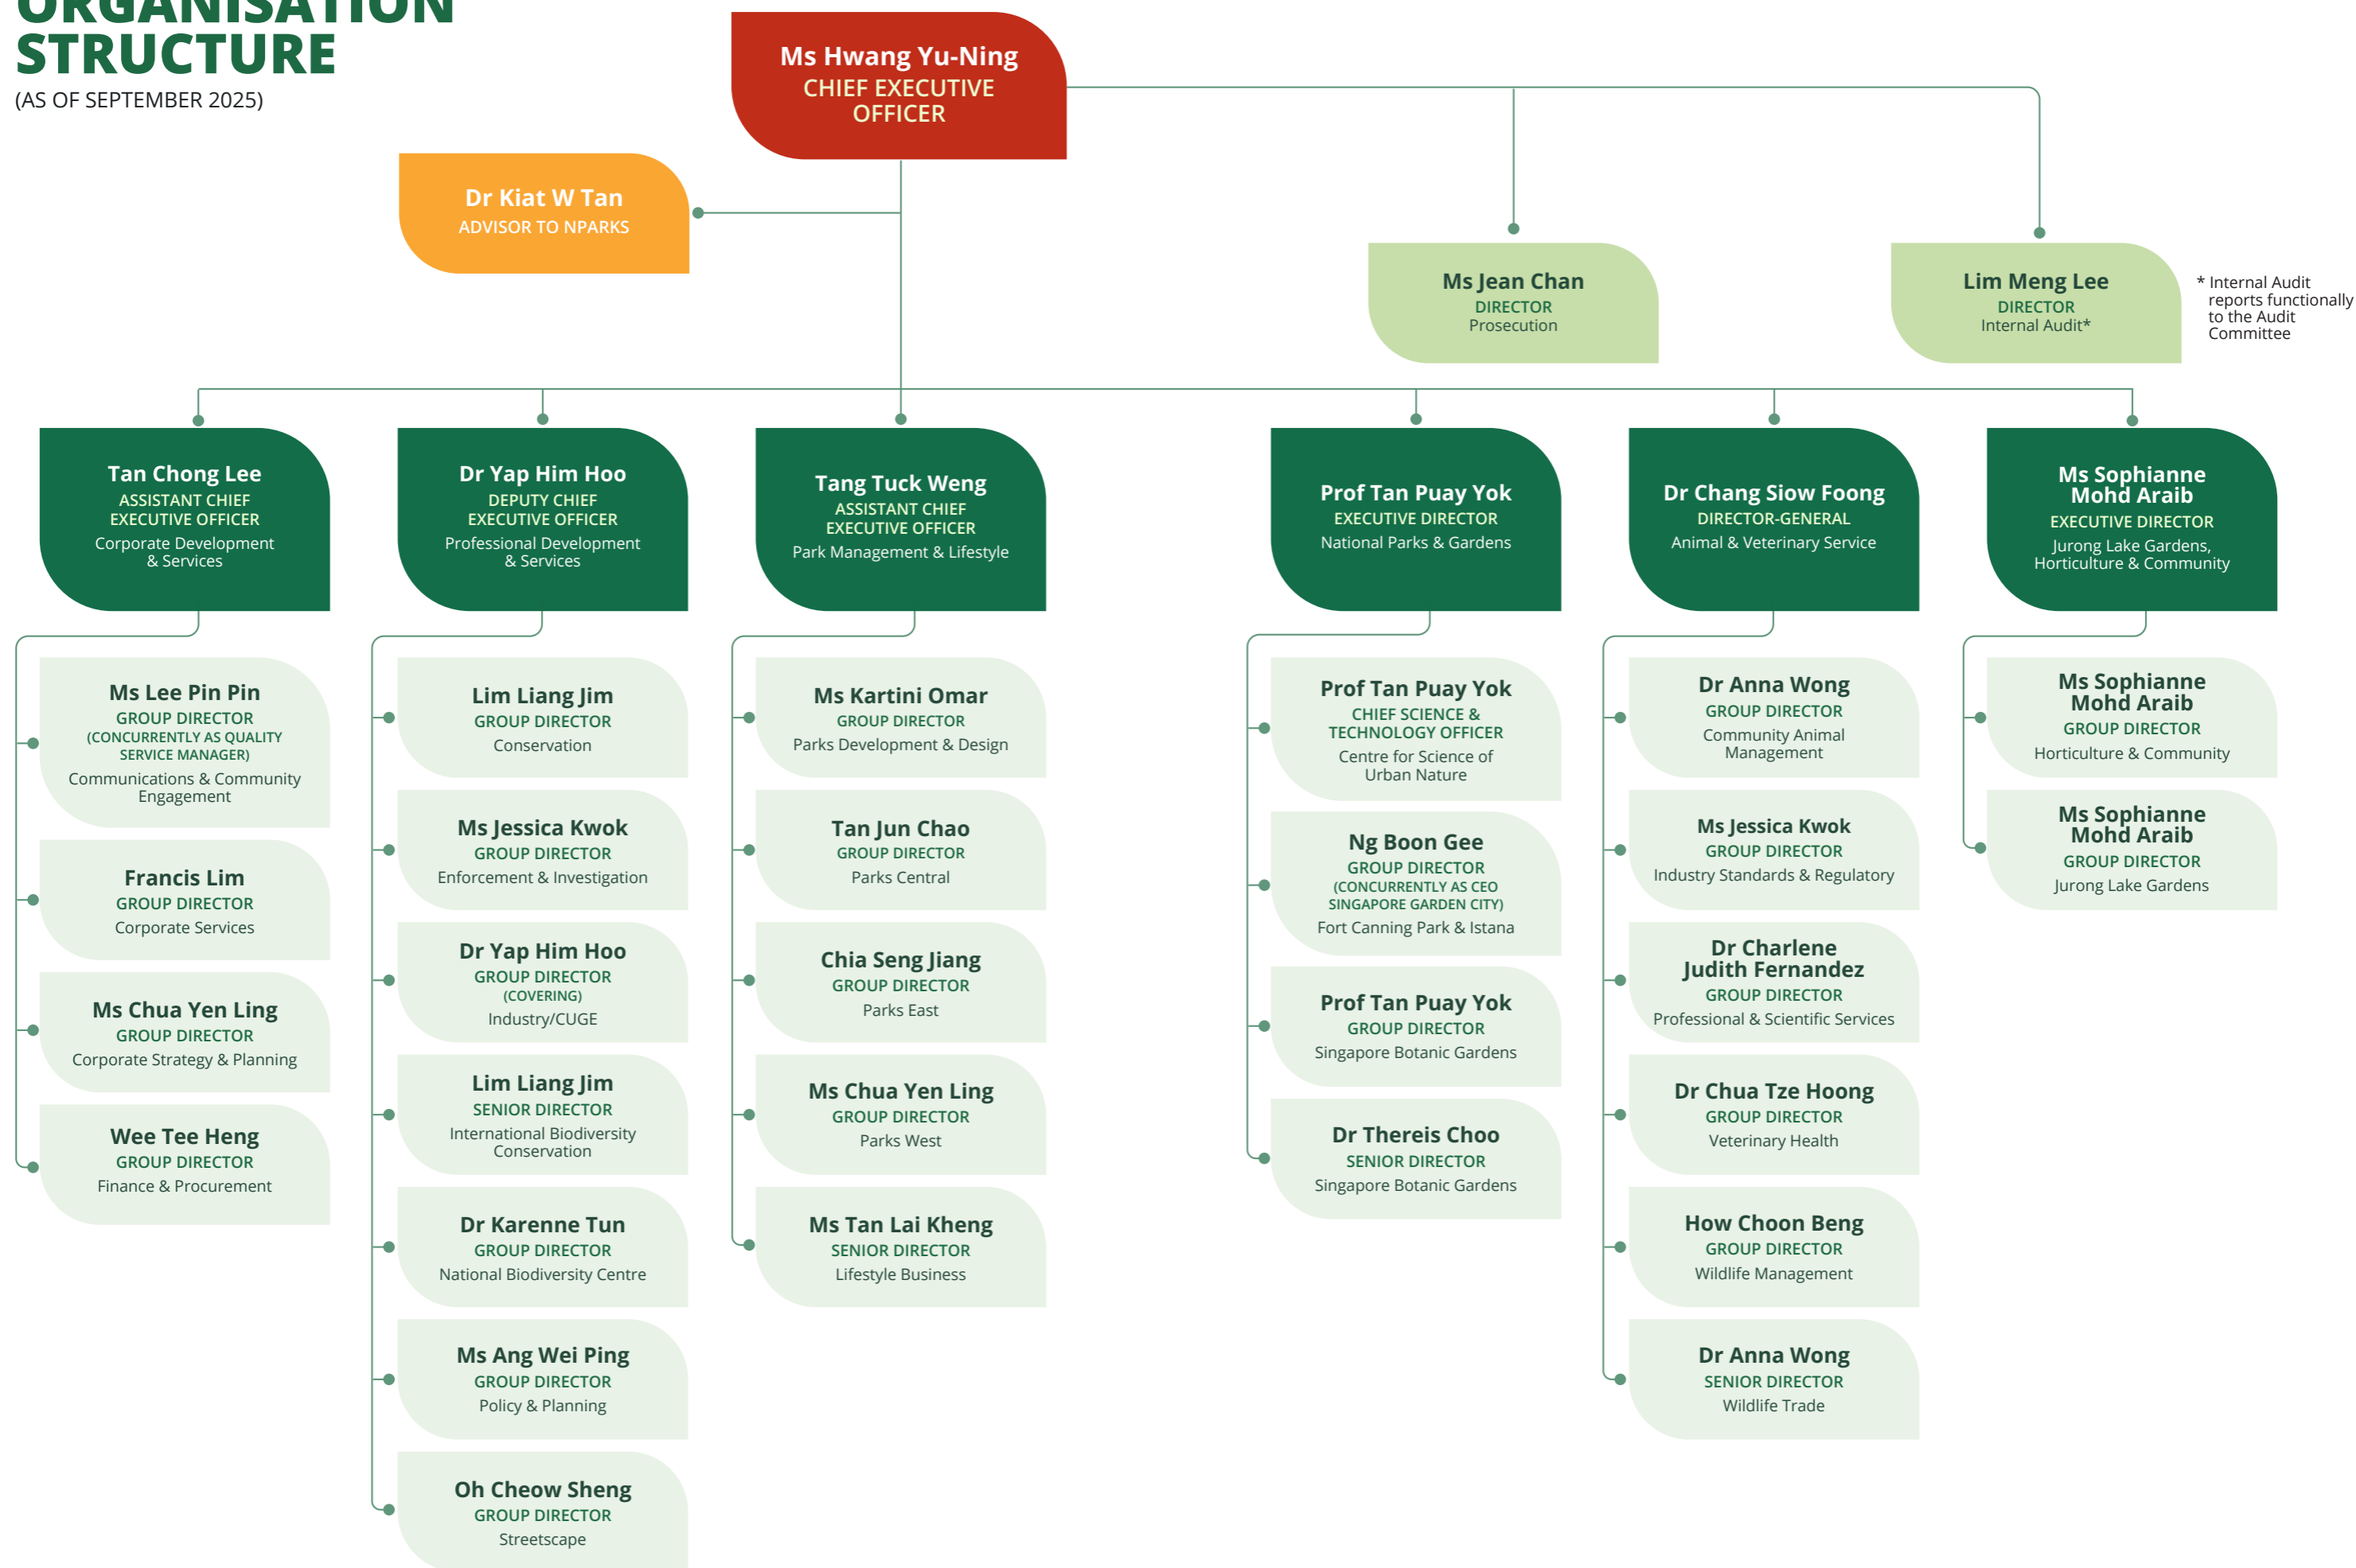 ORGANISATION
STRUCTURE
(AS OF SEPTEMBER 2025)
Ms Hwang Yu-Ning
CHIEF EXECUTIVE
OFFICER
Dr Kiat W Tan
ADVISOR TO NPARKS
Ms Jean Chan
DIRECTOR
Prosecution
Lim Meng Lee
DIRECTOR
Internal Audit*
* Internal Audit
reports functionally
to the Audit
Committee
Tan Chong Lee
ASSISTANT CHIEF
EXECUTIVE OFFICER
Corporate Development
& Services
Ms Lee Pin Pin
GROUP DIRECTOR
(CONCURRENTLY AS QUALITY
SERVICE MANAGER)
Communications & Community
Engagement
Francis Lim
GROUP DIRECTOR
Corporate Services
Ms Chua Yen Ling
GROUP DIRECTOR
Corporate Strategy & Planning
Wee Tee Heng
GROUP DIRECTOR
Finance & Procurement
Dr Yap Him Hoo
DEPUTY CHIEF
EXECUTIVE OFFICER
Professional Development
& Services
Lim Liang Jim
GROUP DIRECTOR
Conservation
Ms Jessica Kwok
GROUP DIRECTOR
Enforcement & Investigation
Dr Yap Him Hoo
GROUP DIRECTOR
(COVERING)
Industry/CUGE
Lim Liang Jim
SENIOR DIRECTOR
International Biodiversity
Conservation
Dr Karenne Tun
GROUP DIRECTOR
National Biodiversity Centre
Ms Ang Wei Ping
GROUP DIRECTOR
Policy & Planning
Oh Cheow Sheng
GROUP DIRECTOR
Streetscape
Tang Tuck Weng
ASSISTANT CHIEF
EXECUTIVE OFFICER
Park Management & Lifestyle
Ms Kartini Omar
GROUP DIRECTOR
Parks Development & Design
Tan Jun Chao
GROUP DIRECTOR
Parks Central
Chia Seng Jiang
GROUP DIRECTOR
Parks East
Ms Chua Yen Ling
GROUP DIRECTOR
Parks West
Ms Tan Lai Kheng
SENIOR DIRECTOR
Lifestyle Business
Prof Tan Puay Yok
EXECUTIVE DIRECTOR
National Parks & Gardens
Prof Tan Puay Yok
CHIEF SCIENCE &
TECHNOLOGY OFFICER
Centre for Science of
Urban Nature
Ng Boon Gee
GROUP DIRECTOR
(CONCURRENTLY AS CEO
SINGAPORE GARDEN CITY)
Fort Canning Park & Istana
Prof Tan Puay Yok
GROUP DIRECTOR
Singapore Botanic Gardens
Dr Thereis Choo
SENIOR DIRECTOR
Singapore Botanic Gardens
Dr Chang Siow Foong
DIRECTOR-GENERAL
Animal & Veterinary Service
Dr Anna Wong
GROUP DIRECTOR
Community Animal
Management
Ms Jessica Kwok
GROUP DIRECTOR
Industry Standards & Regulatory
Dr Charlene
Judith Fernandez
GROUP DIRECTOR
Professional & Scientific Services
Dr Chua Tze Hoong
GROUP DIRECTOR
Veterinary Health
How Choon Beng
GROUP DIRECTOR
Wildlife Management
Dr Anna Wong
SENIOR DIRECTOR
Wildlife Trade
Ms Sophianne
Mohd Araib
EXECUTIVE DIRECTOR
Jurong Lake Gardens,
Horticulture & Community
Ms Sophianne
Mohd Araib
GROUP DIRECTOR
Horticulture & Community
Ms Sophianne
Mohd Araib
GROUP DIRECTOR
Jurong Lake Gardens